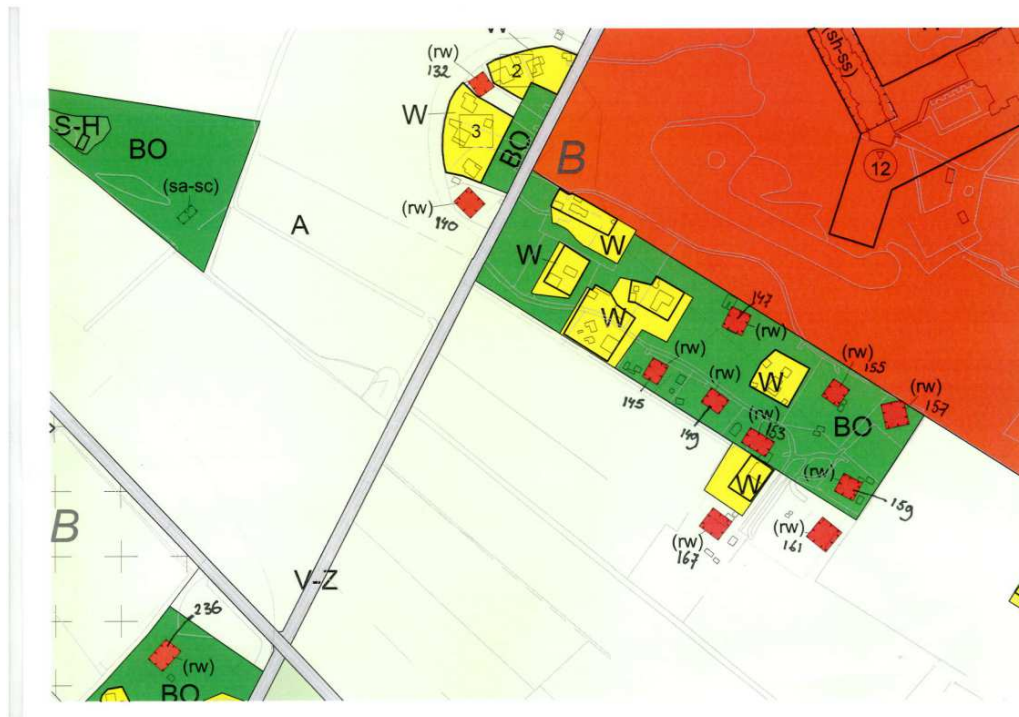 W
(rw)
132
2
W
3
BO
(rw)
140
S-H
BO
(sa-sc)
A
B
(sh-ss)
12
W
W
W
147
(rw)
(rw)
145
(rw)
149
W
(rw)
153
(rw)
155
(rw)
157
BO
(rw)
159
W
(rw)
167
(rw)
161
B
V-Z
236
(rw)
BO